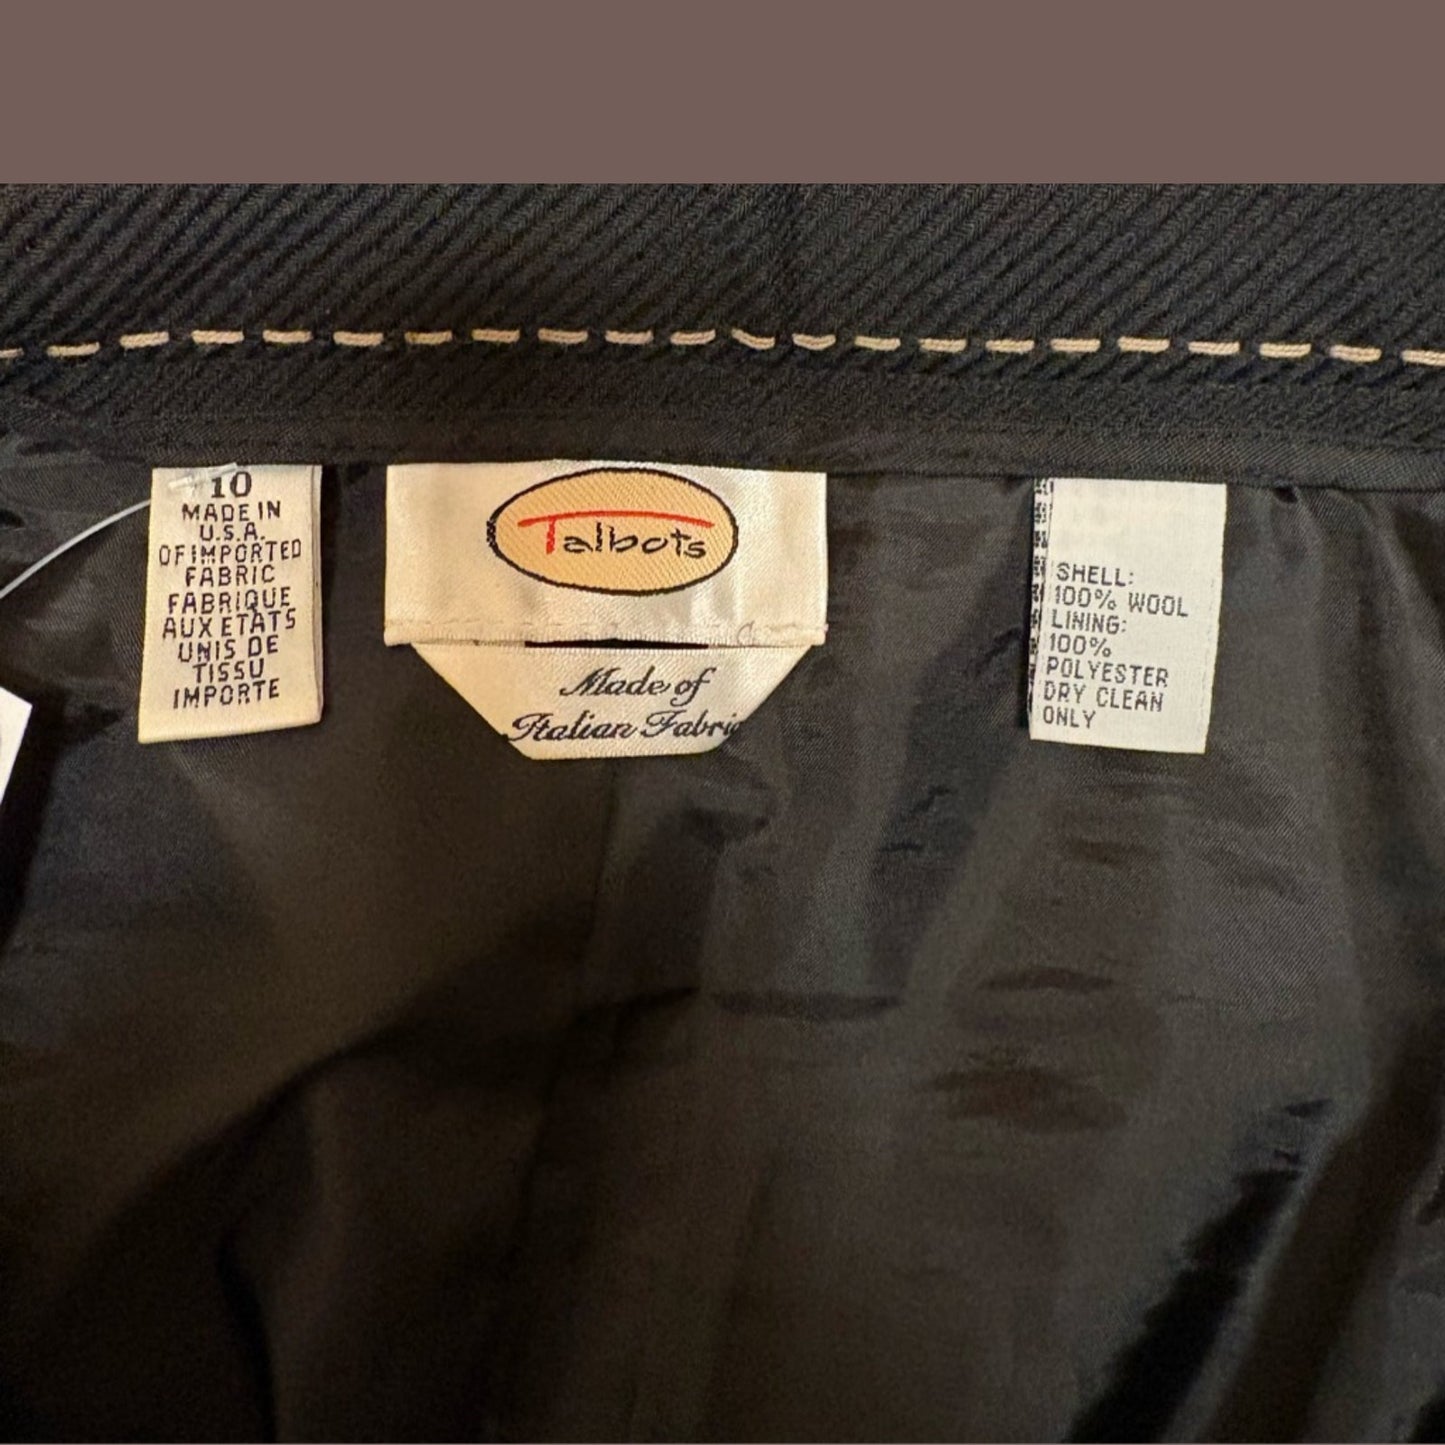 10
MADE IN
U.S.A.
OF IMPORTED
FABRIC
FABRIQUE
AUX ETATS
UNIS DE
TISSU
IMPORTE
Talbots
Made of
Italian Fabric
SHELL:
100% WOOL
LINING:
100%
POLYESTER
DRY CLEAN
ONLY